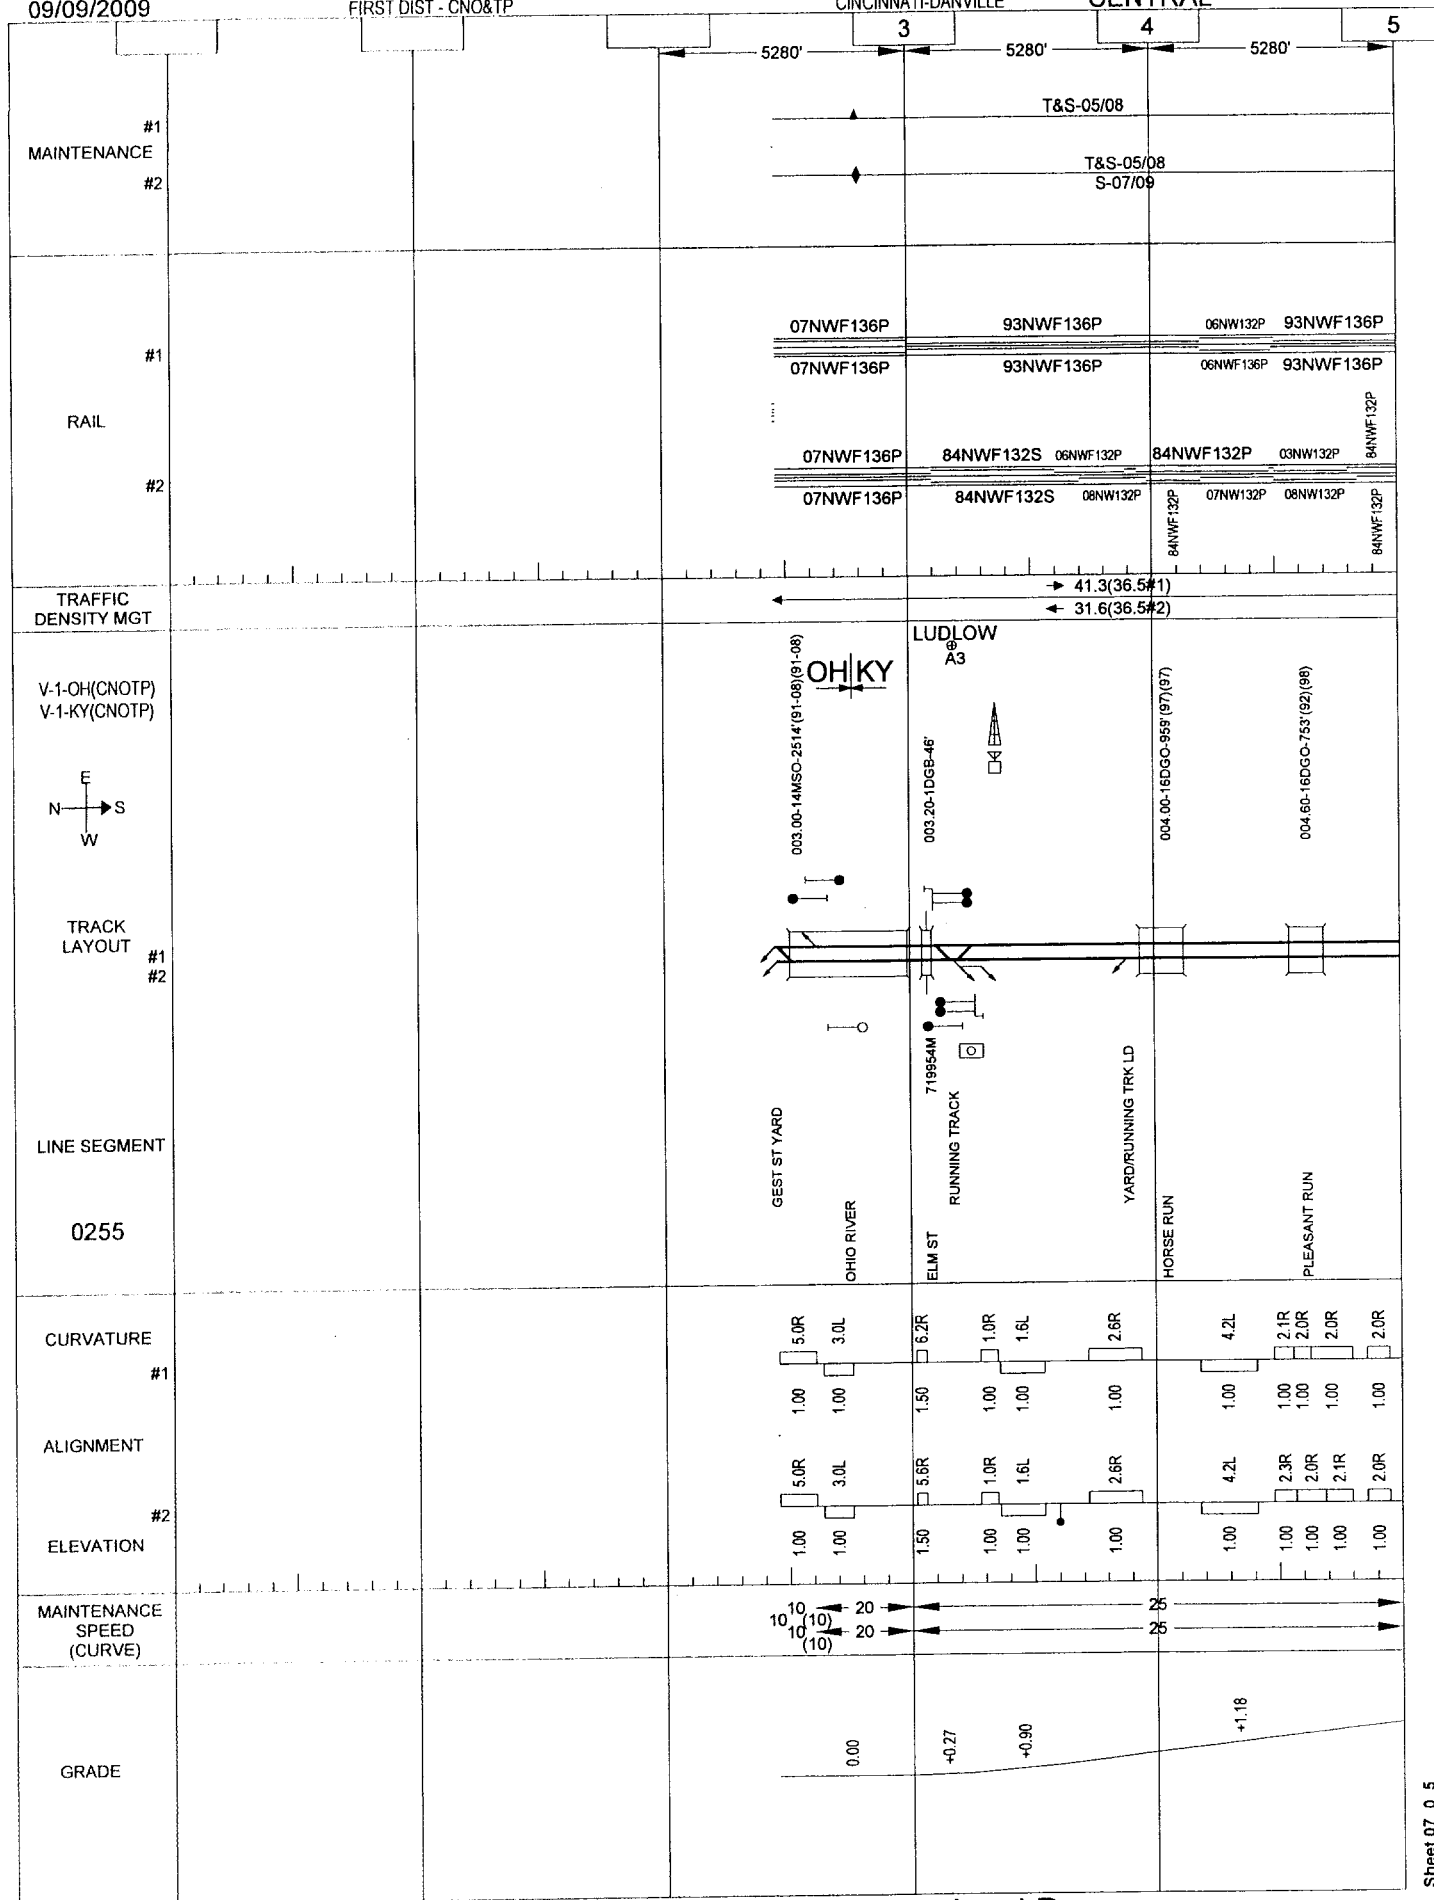 09/09/2009
FIRST DIST - CNO&TP
CINCINNATI-DANVILLE
CENTRAL
3
4
5
5280'
5280'
5280'
MAINTENANCE
#1
#2
T&S-05/08
T&S-05/08
S-07/09
RAIL
#1
#2
07NWF136P
93NWF136P
06NW132P
93NWF136P
07NWF136P
93NWF136P
06NWF136P
93NWF136P
07NWF136P
84NWF132S
06NWF132P
84NWF132P
03NW132P
84NWF132P
07NWF136P
84NWF132S
08NW132P
84NWF132P
07NW132P
08NW132P
84NWF132P
TRAFFIC
DENSITY MGT
41.3(36.5#1)
31.6(36.5#2)
V-1-OH(CNOTP)
V-1-KY(CNOTP)
E
N
S
W
LUDLOW
A3
OH KY
003.00-14MSO-2514'(91-08)(91-08)
003.20-1DGB-46'
004.00-16DGO-959'(97)(97)
004.60-16DGO-753'(92)(98)
TRACK
LAYOUT
#1
#2
LINE SEGMENT
0255
GEST ST YARD
OHIO RIVER
719954M
ELM ST
RUNNING TRACK
YARD/RUNNING TRK LD
HORSE RUN
PLEASANT RUN
CURVATURE
#1
5.0R
3.0L
6.2R
1.0R
1.6L
2.6R
4.2L
2.1R
2.0R
2.0R
2.0R
1.00
1.00
1.50
1.00
1.00
1.00
1.00
1.00
1.00
1.00
1.00
ALIGNMENT
#2
5.0R
3.0L
5.6R
1.0R
1.6L
2.6R
4.2L
2.3R
2.0R
2.1R
2.0R
ELEVATION
1.00
1.00
1.50
1.00
1.00
1.00
1.00
1.00
1.00
1.00
1.00
MAINTENANCE
SPEED
(CURVE)
10
20
25
10
(10)
10
20
25
(10)
GRADE
0.00
+0.27
+0.90
+1.18
Sheet 07_0_5